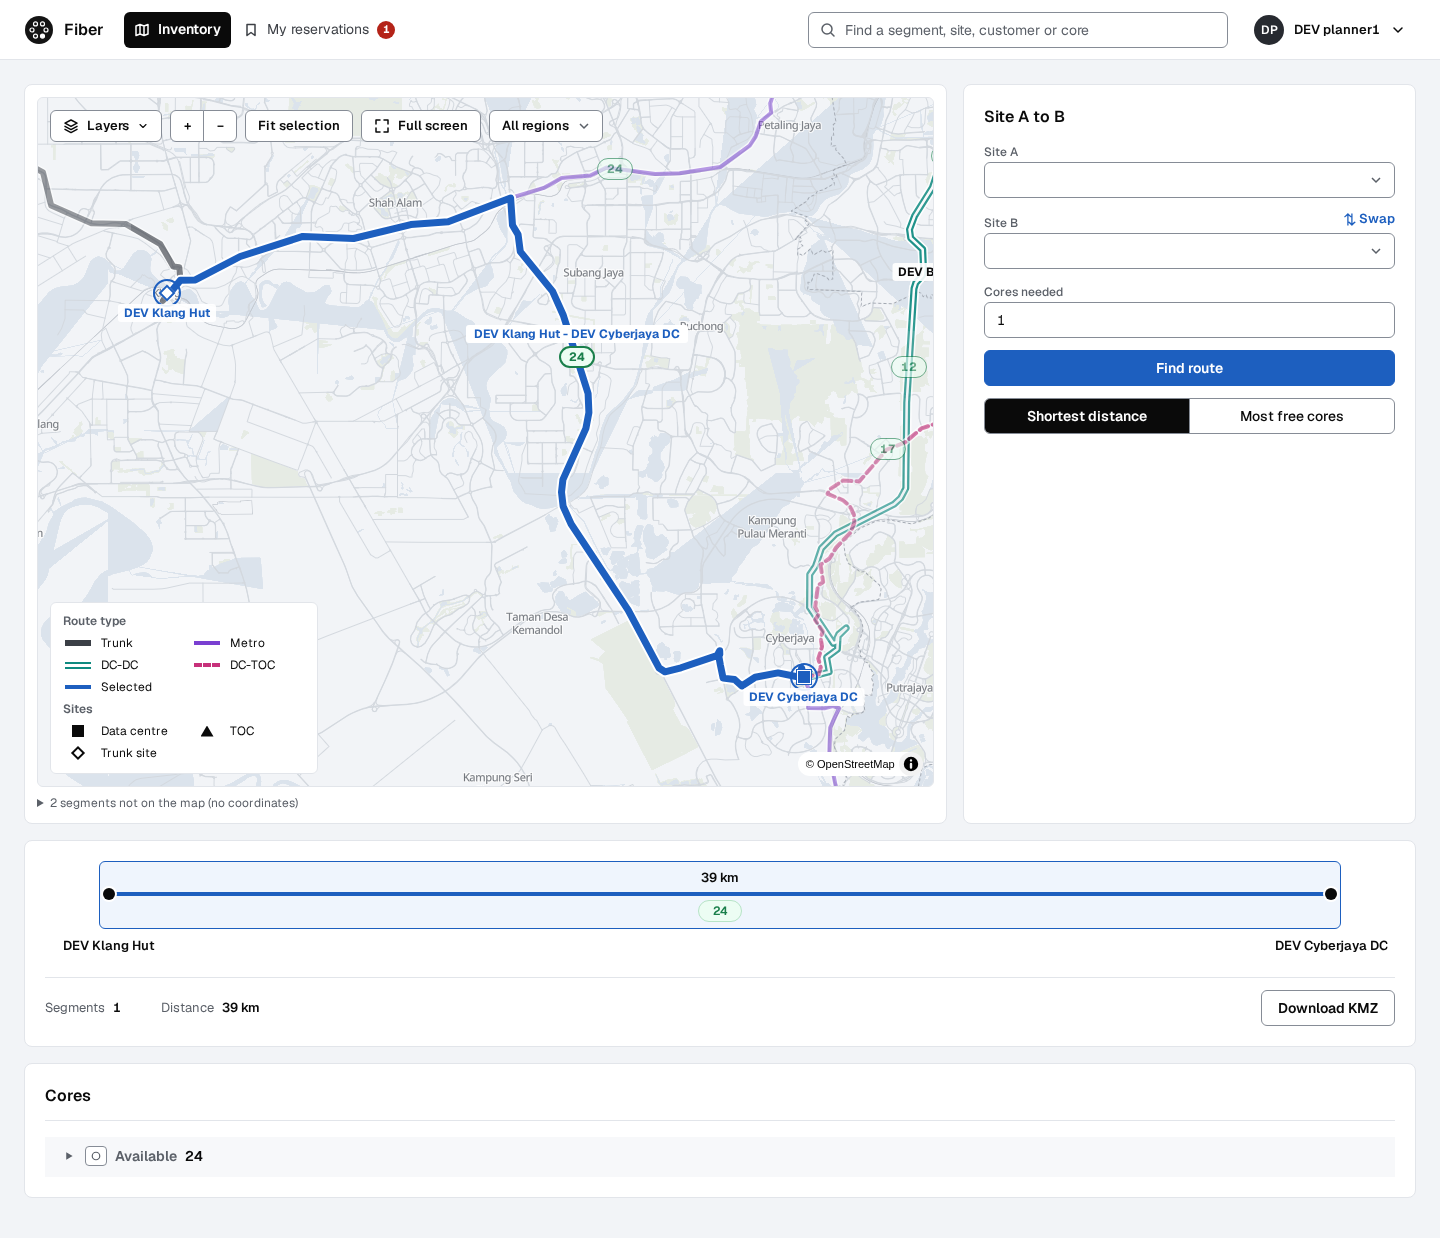 Fiber
Inventory
My reservations 1
Find a segment, site, customer or core
DP DEV planner1
Layers
+ −
Fit selection
Full screen
All regions
Petaling Jaya
24
Shah Alam
Subang Jaya
DEV B
DEV Klang Hut
DEV Klang Hut - DEV Cyberjaya DC
Puchong
24
12
lang
17
Kampung
Pulau Meranti
n
Taman Desa
Kemandol
Cyberjaya
Putrajaya
DEV Cyberjaya DC
Route type
Trunk
Metro
DC-DC
DC-TOC
Selected
Sites
Data centre
TOC
Trunk site
Kampung Seri
© OpenStreetMap
2 segments not on the map (no coordinates)
Site A to B
Site A
Site B
Swap
Cores needed
1
Find route
Shortest distance
Most free cores
39 km
24
DEV Klang Hut
DEV Cyberjaya DC
Segments 1
Distance 39 km
Download KMZ
Cores
Available 24